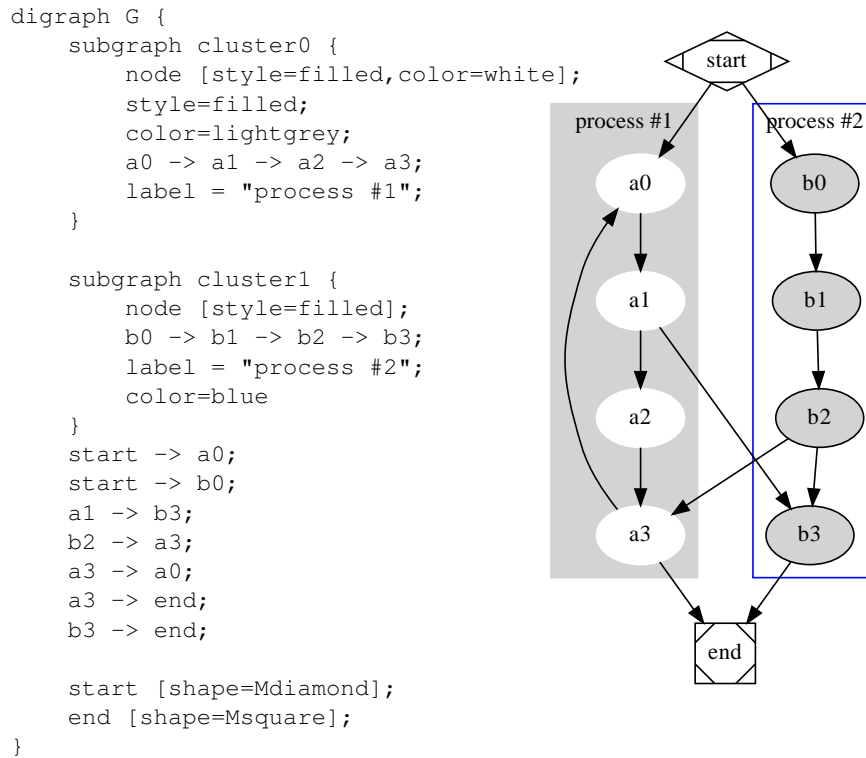 digraph G {
    subgraph cluster0 {
        node [style=filled,color=white];
        style=filled;
        color=lightgrey;
        a0 -> a1 -> a2 -> a3;
        label = "process #1";
    }

    subgraph cluster1 {
        node [style=filled];
        b0 -> b1 -> b2 -> b3;
        label = "process #2";
        color=blue
    }
    start -> a0;
    start -> b0;
    a1 -> b3;
    b2 -> a3;
    a3 -> a0;
    a3 -> end;
    b3 -> end;

    start [shape=Mdiamond];
    end [shape=Msquare];
}
start
process #1
process #2
a0
b0
a1
b1
a2
b2
a3
b3
end